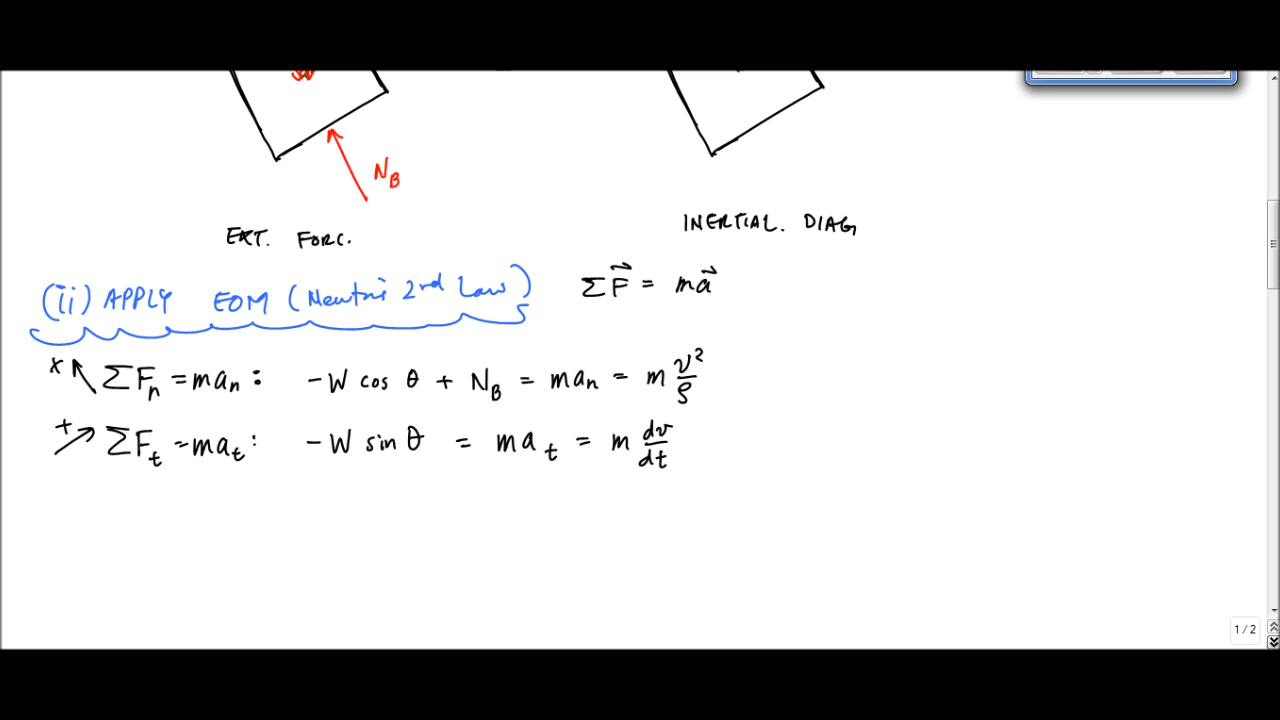 N_B
EXT. FORC.
INERTIAL. DIAG
(ii) APPLY EOM (Newton's 2nd Law)
ΣF⃗ = ma⃗
+↖ ΣF_n = ma_n : -W cos θ + N_B = ma_n = m v²/ρ
+↗ ΣF_t = ma_t : -W sin θ = ma_t = m dv/dt
1 / 2